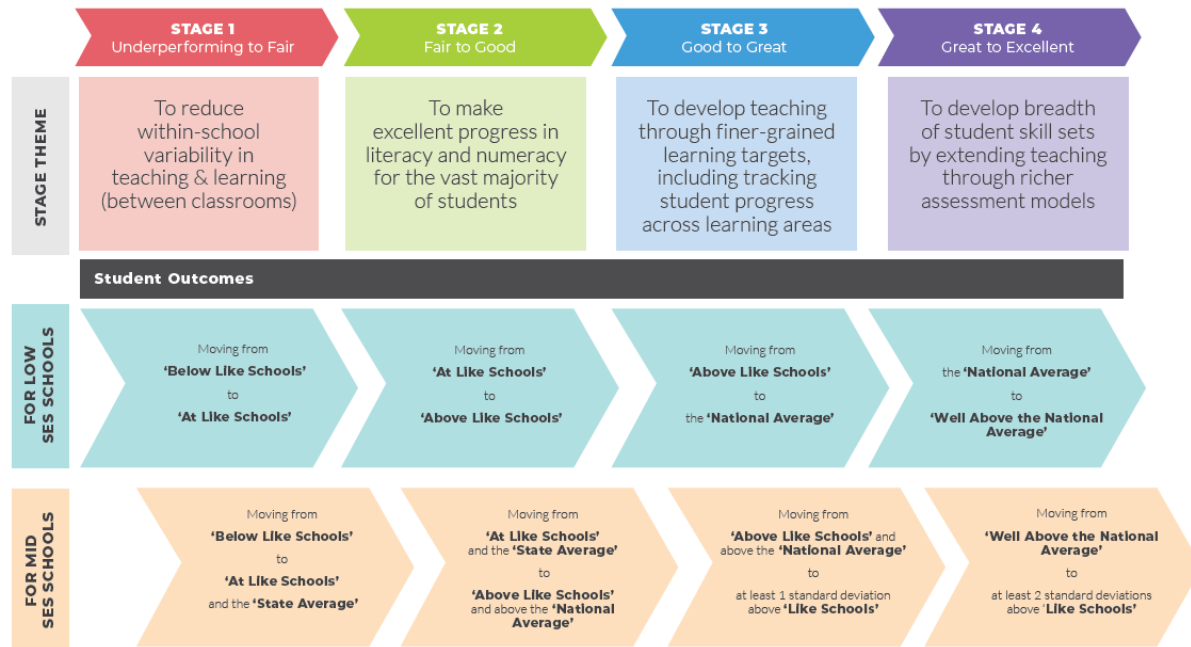 STAGE 1
Underperforming to Fair
STAGE 2
Fair to Good
STAGE 3
Good to Great
STAGE 4
Great to Excellent
STAGE THEME
To reduce
within-school
variability in
teaching & learning
(between classrooms)
To make
excellent progress in
literacy and numeracy
for the vast majority
of students
To develop teaching
through finer-grained
learning targets,
including tracking
student progress
across learning areas
To develop breadth
of student skill sets
by extending teaching
through richer
assessment models
Student Outcomes
FOR LOW
SES SCHOOLS
Moving from
‘Below Like Schools’
to
‘At Like Schools’
Moving from
‘At Like Schools’
to
‘Above Like Schools’
Moving from
‘Above Like Schools’
to
the ‘National Average’
Moving from
the ‘National Average’
to
‘Well Above the National
Average’
FOR MID
SES SCHOOLS
Moving from
‘Below Like Schools’
to
‘At Like Schools’
and the ‘State Average’
Moving from
‘At Like Schools’
and the ‘State Average’
to
‘Above Like Schools’
and above the ‘National
Average’
Moving from
‘Above Like Schools’ and
above the ‘National Average’
to
at least 1 standard deviation
above ‘Like Schools’
Moving from
‘Well Above the National
Average’
to
at least 2 standard deviations
above ‘Like Schools’